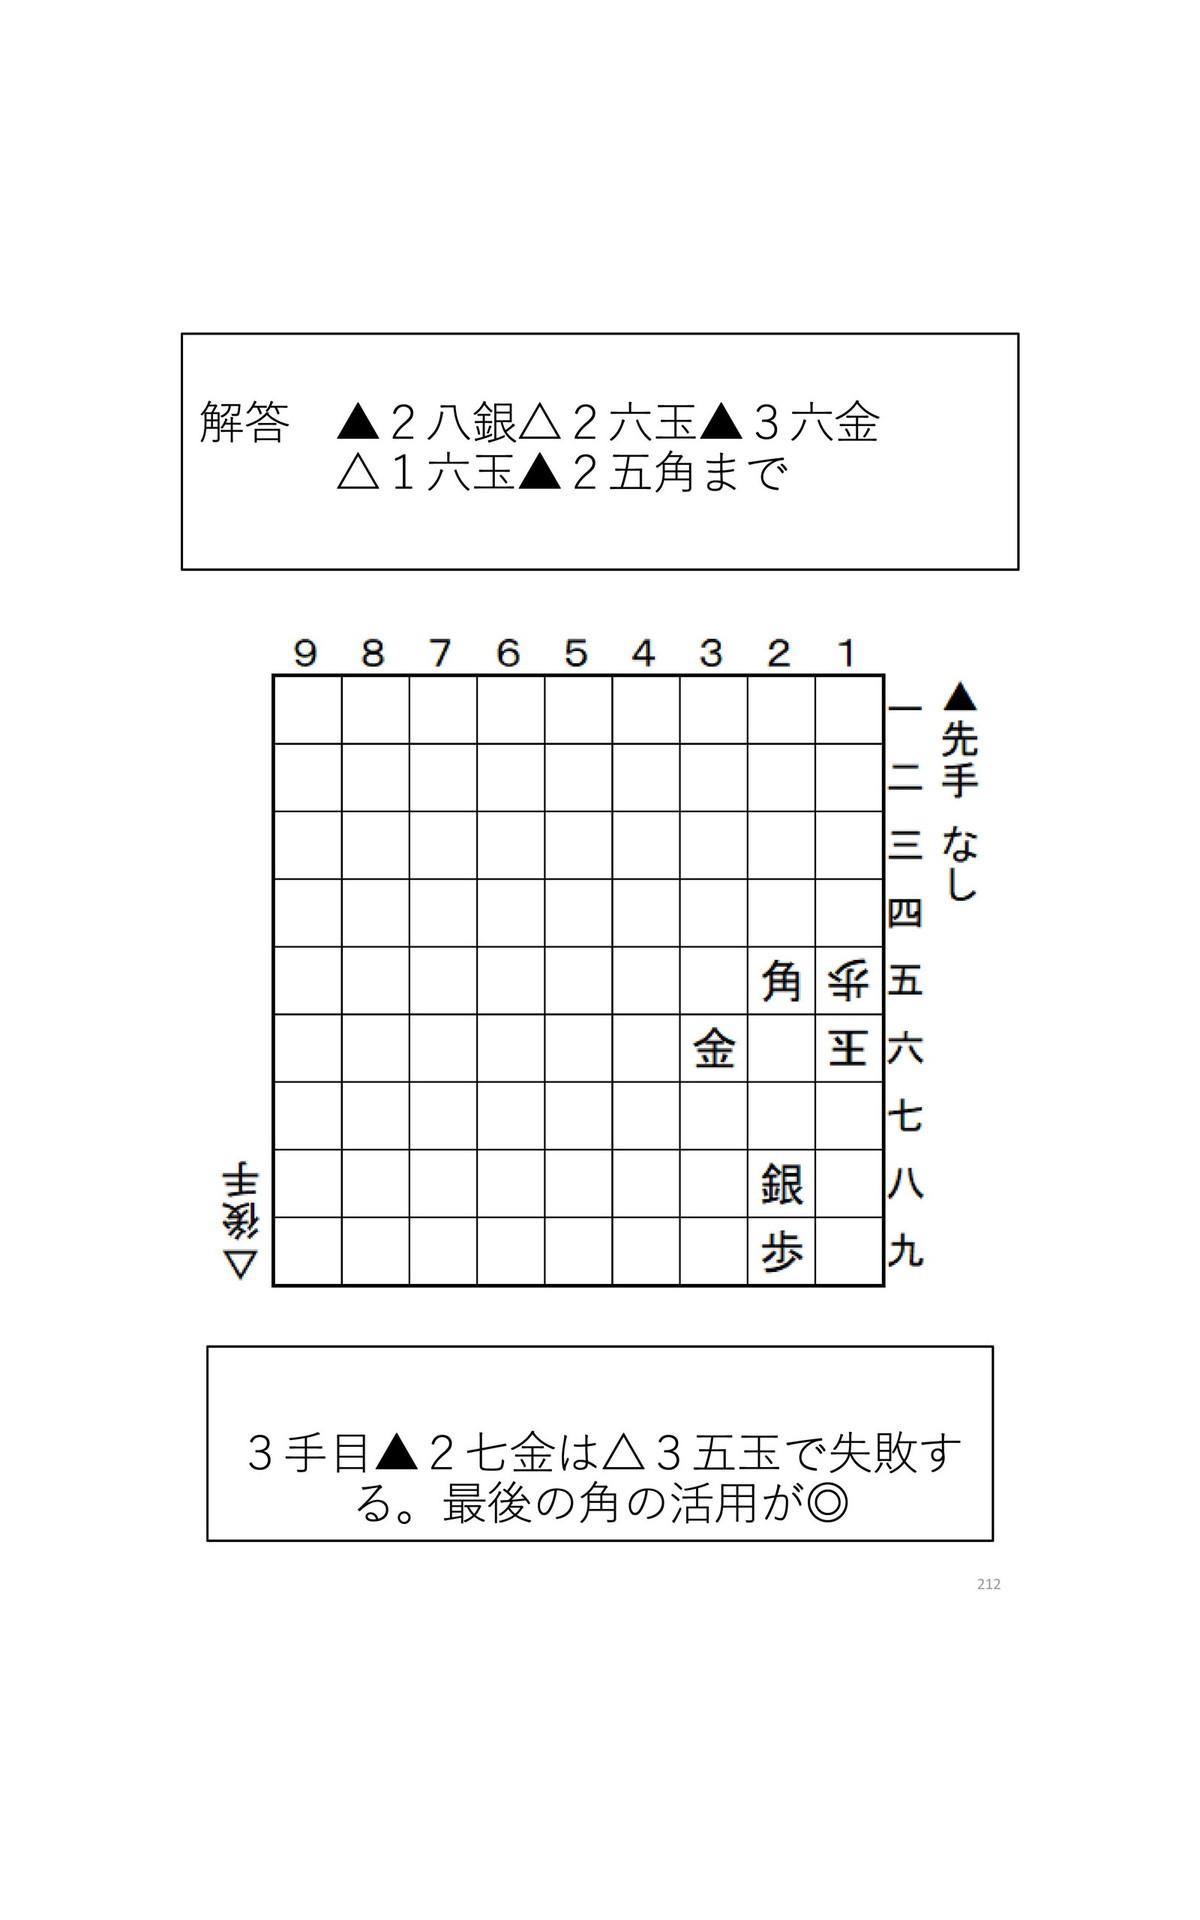 解答　▲２八銀△２六玉▲３六金
△１六玉▲２五角まで
９ ８ ７ ６ ５ ４ ３ ２ １
▲先手 なし
一
二
三
四
角 歩 五
金 王 六
七
銀 八
歩 九
△後手
３手目▲２七金は△３五玉で失敗す
る。最後の角の活用が◎
212